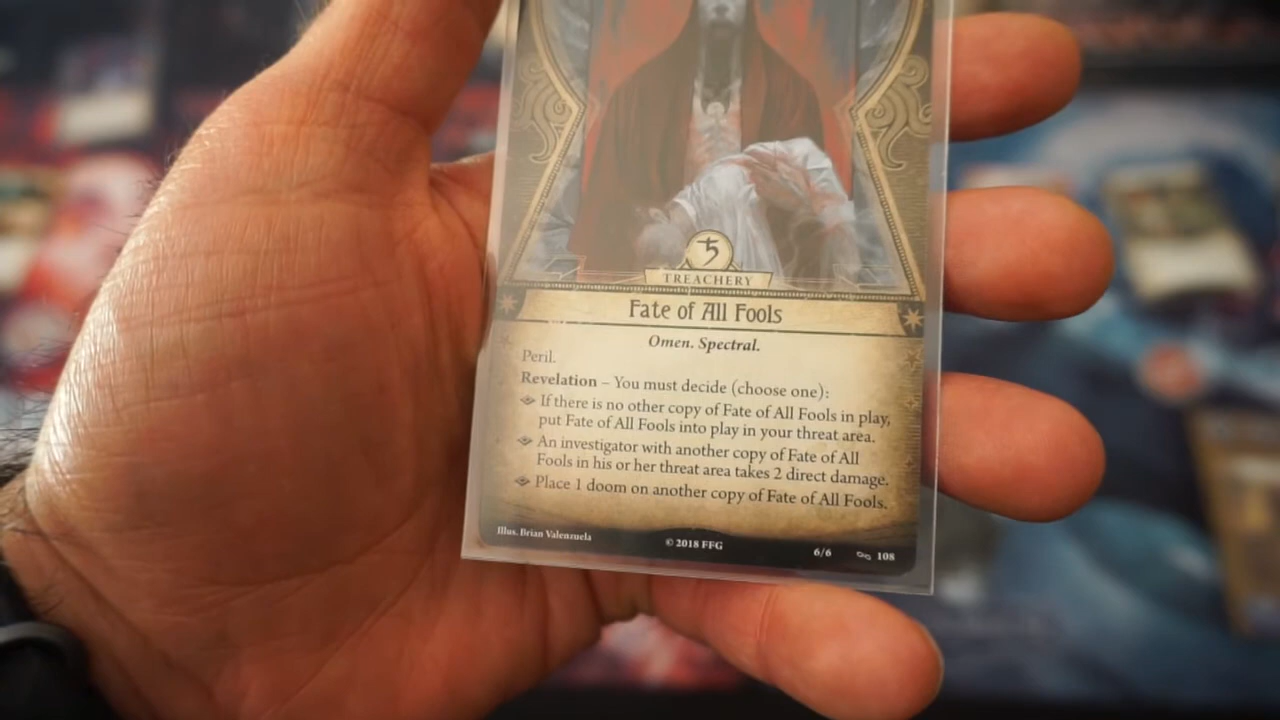 TREACHERY
Fate of All Fools
Omen. Spectral.
Peril.
Revelation – You must decide (choose one):
If there is no other copy of Fate of All Fools in play,
put Fate of All Fools into play in your threat area.
An investigator with another copy of Fate of All
Fools in his or her threat area takes 2 direct damage.
Place 1 doom on another copy of Fate of All Fools.
Illus. Brian Valenzuela
© 2018 FFG
6/6
108